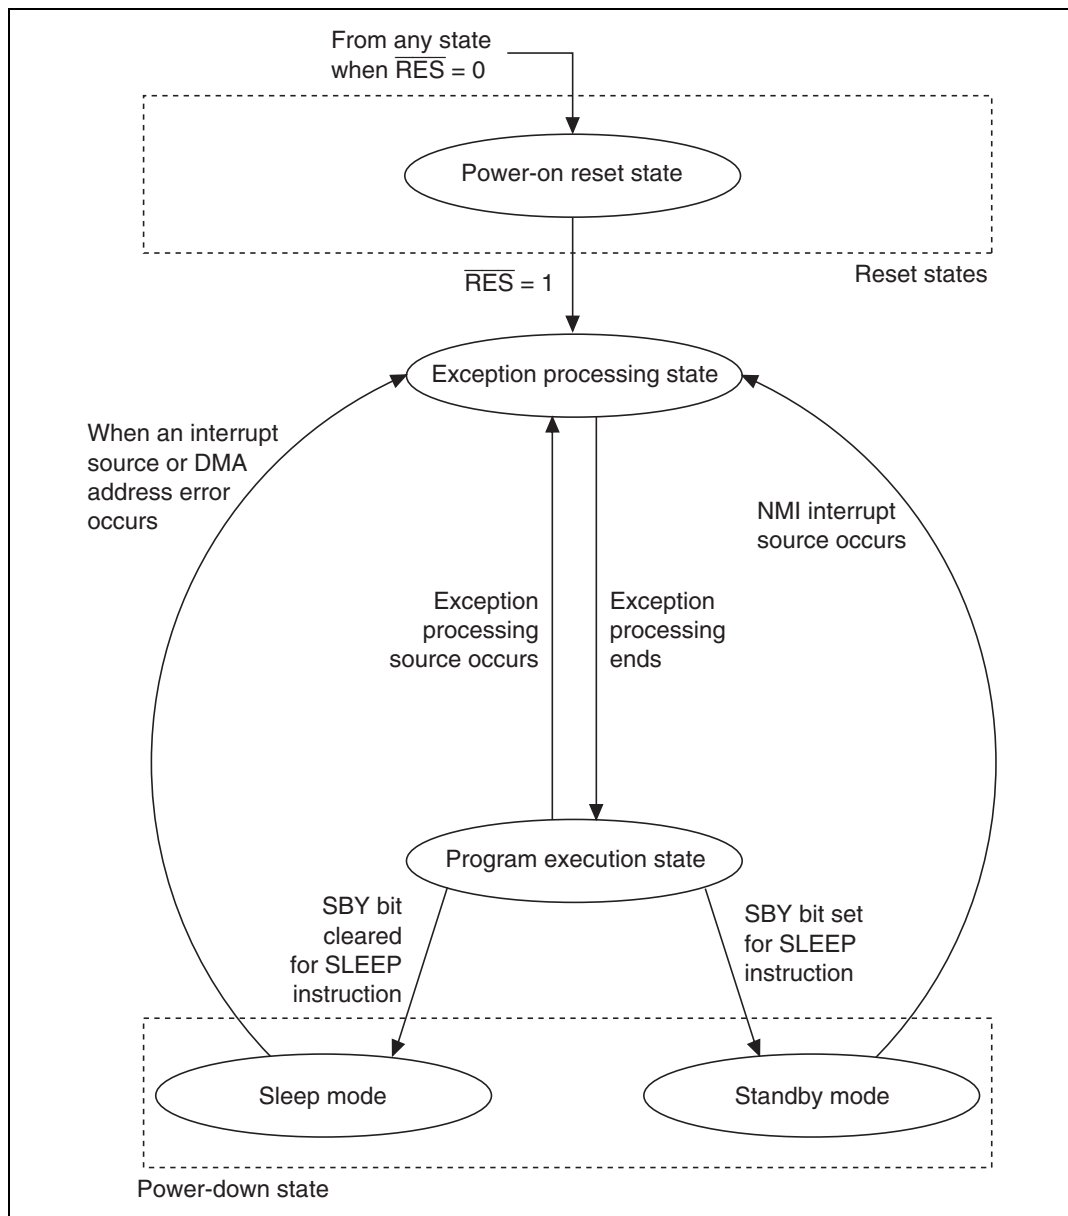 From any state
when R̅E̅S̅ = 0
Power-on reset state
Reset states
R̅E̅S̅ = 1
Exception processing state
When an interrupt
source or DMA
address error
occurs
NMI interrupt
source occurs
Exception
processing
source occurs
Exception
processing
ends
Program execution state
SBY bit
cleared
for SLEEP
instruction
SBY bit set
for SLEEP
instruction
Sleep mode
Standby mode
Power-down state